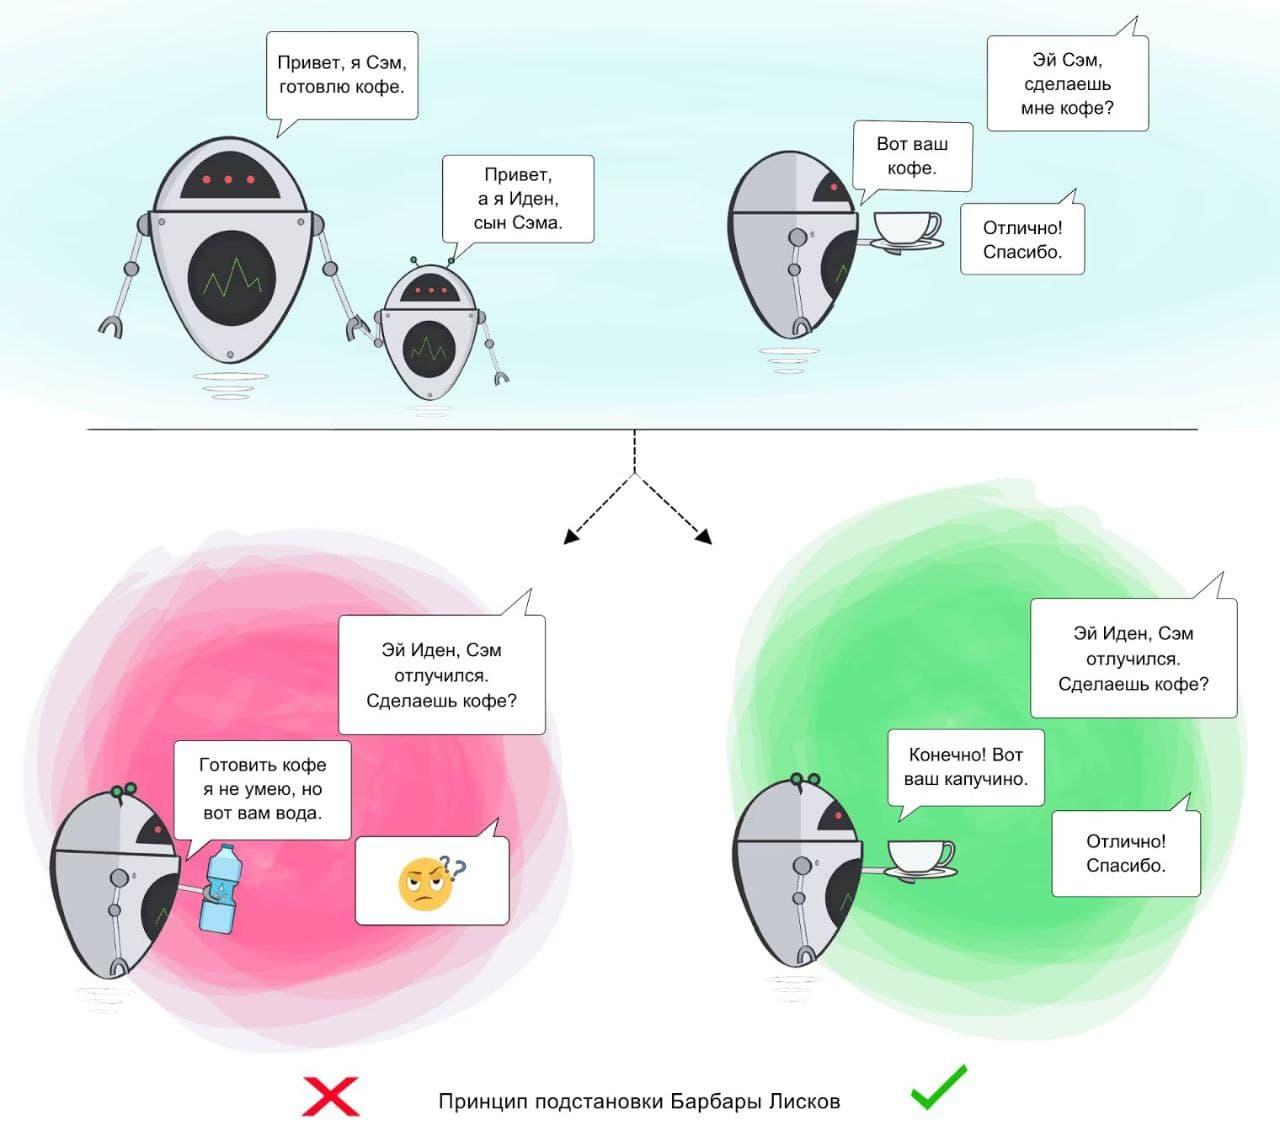 Привет, я Сэм,
готовлю кофе.
Привет,
а я Иден,
сын Сэма.
Эй Сэм,
сделаешь
мне кофе?
Вот ваш
кофе.
Отлично!
Спасибо.
Эй Иден, Сэм
отлучился.
Сделаешь кофе?
Готовить кофе
я не умею, но
вот вам вода.
??
Эй Иден, Сэм
отлучился.
Сделаешь кофе?
Конечно! Вот
ваш капучино.
Отлично!
Спасибо.
Принцип подстановки Барбары Лисков